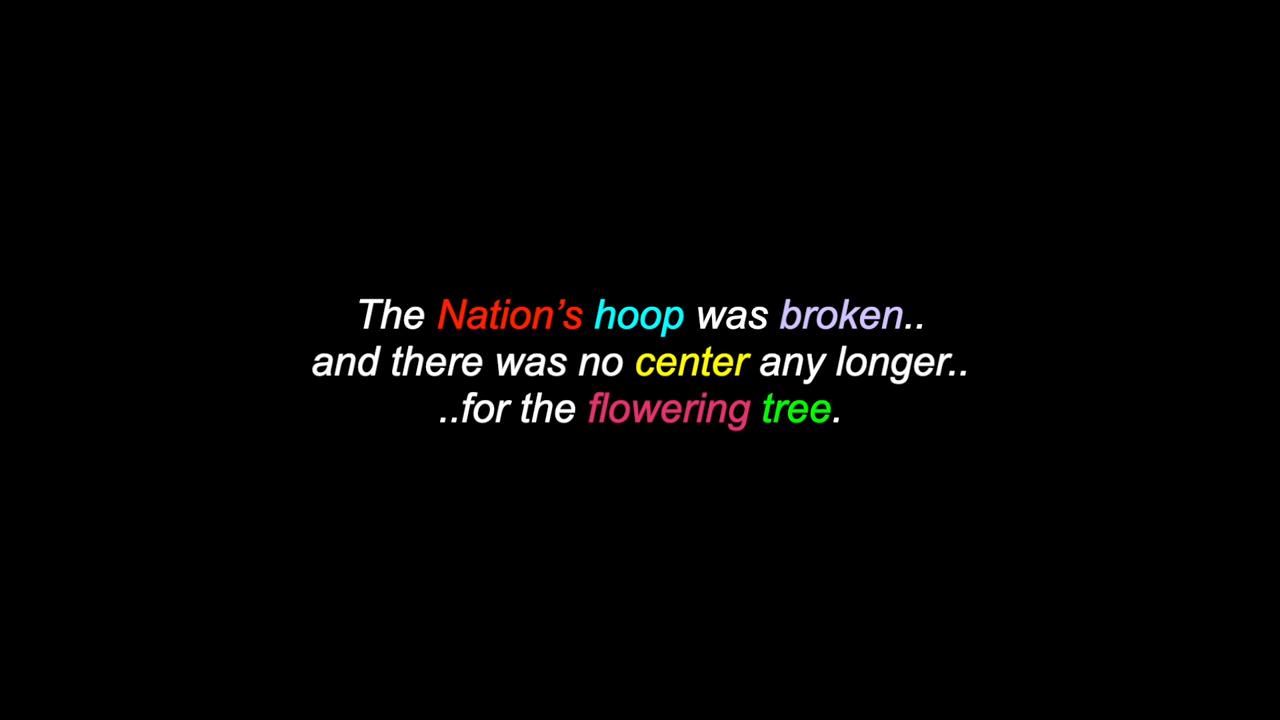 The Nation’s hoop was broken..
and there was no center any longer..
..for the flowering tree.